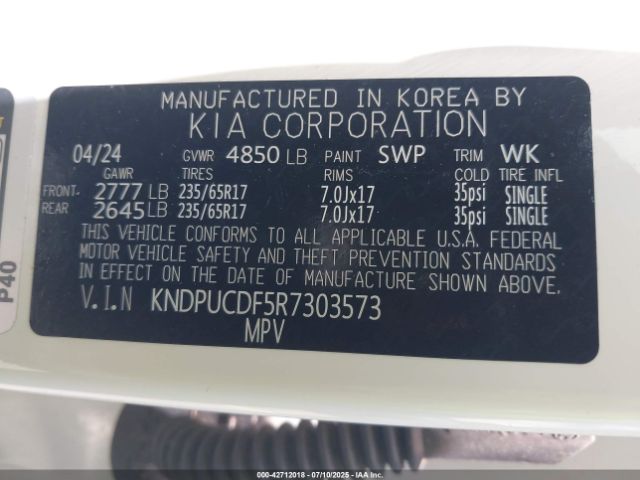 MANUFACTURED IN KOREA BY
KIA CORPORATION
04/24 GVWR 4850 LB PAINT SWP TRIM WK
GAWR TIRES RIMS COLD TIRE INFL
FRONT- 2777 LB 235/65R17 7.0Jx17 35psi SINGLE
REAR 2645 LB 235/65R17 7.0Jx17 35psi SINGLE
THIS VEHICLE CONFORMS TO ALL APPLICABLE U.S.A. FEDERAL
MOTOR VEHICLE SAFETY AND THEFT PREVENTION STANDARDS
IN EFFECT ON THE DATE OF MANUFACTURE SHOWN ABOVE.
V.I.N KNDPUCDF5R7303573
MPV
P40
000-42712018 - 07/10/2025 - IAAI.COM